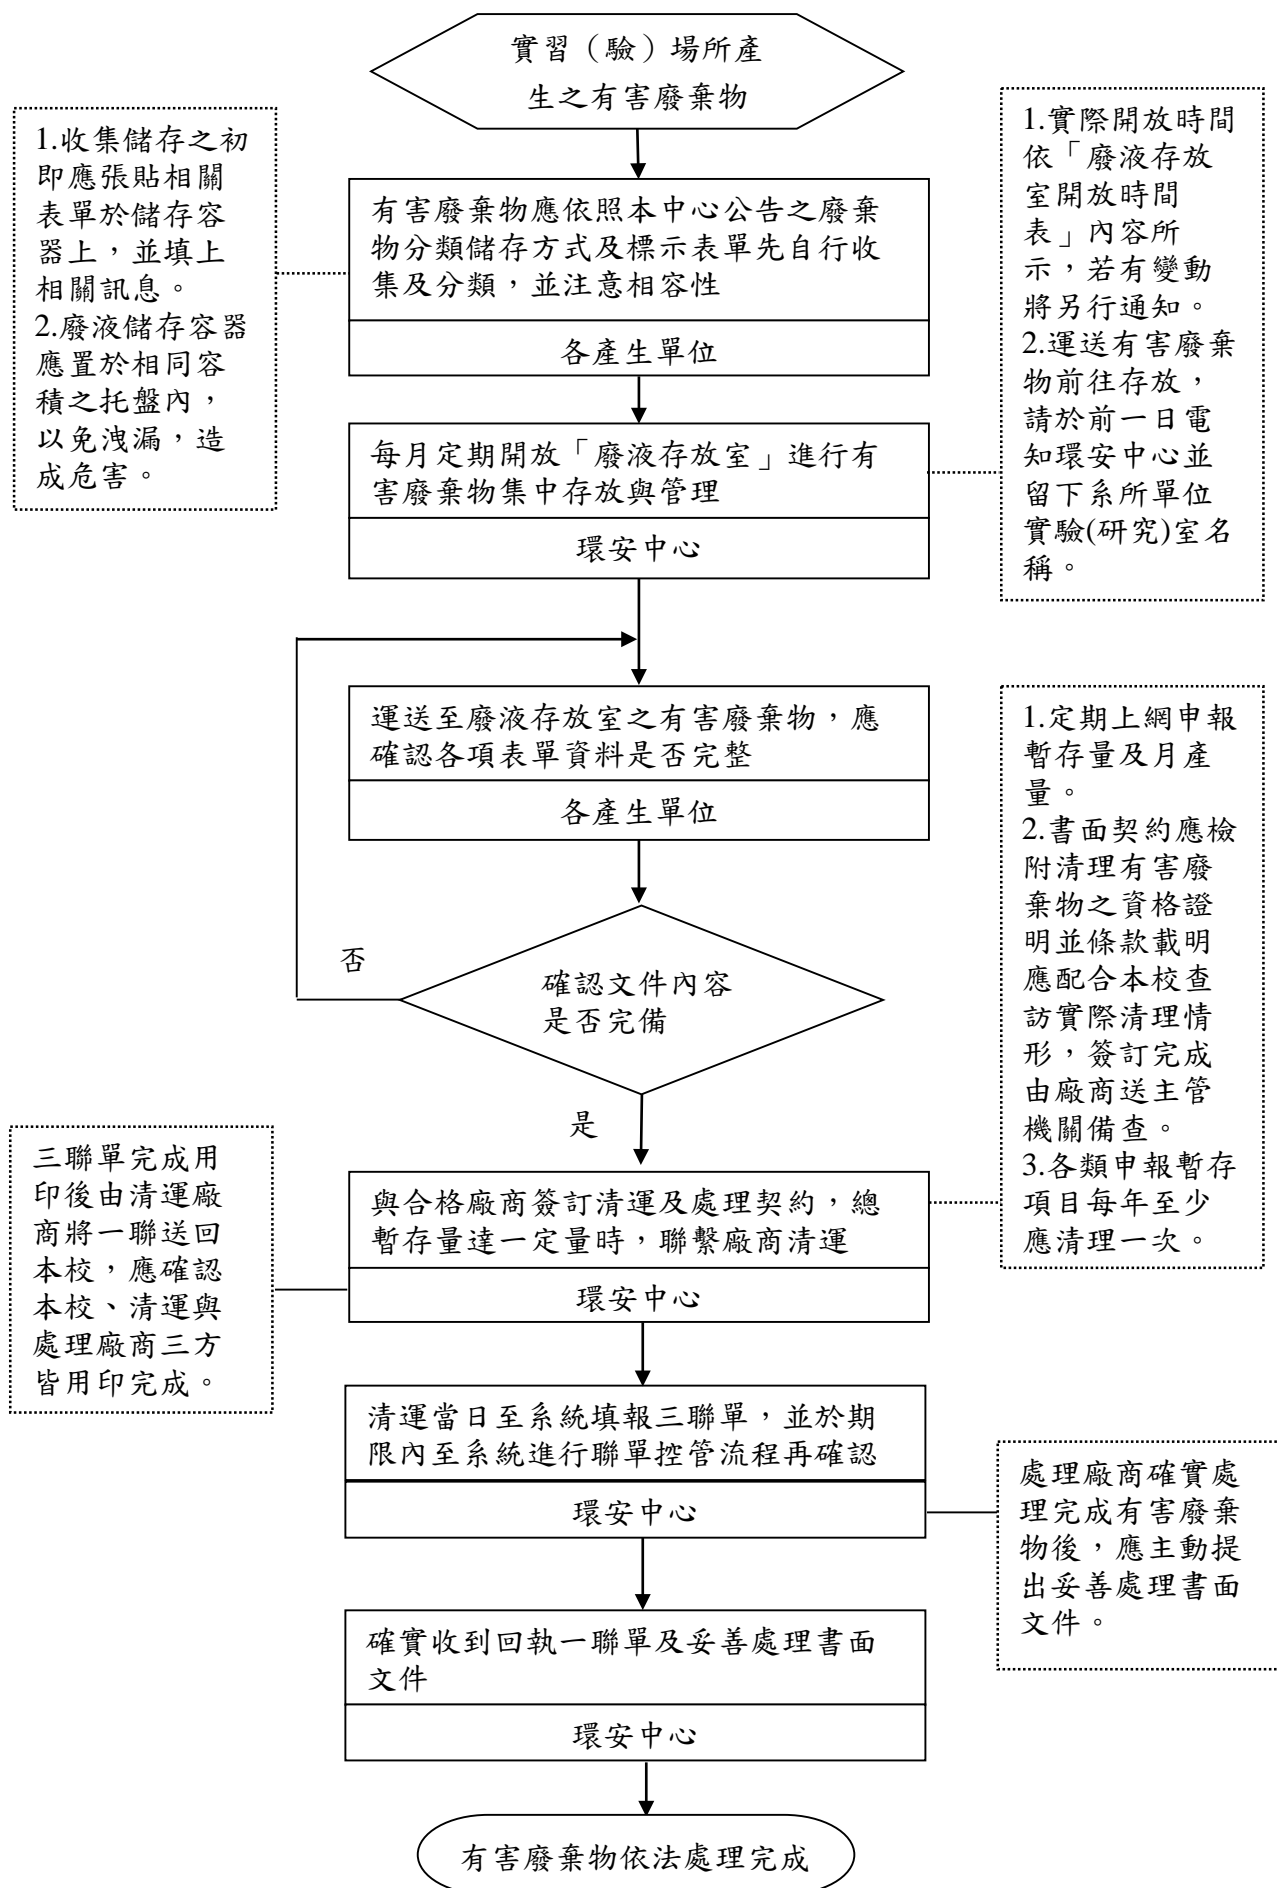 實習（驗）場所產
生之有害廢棄物
1.收集儲存之初
即應張貼相關
表單於儲存容
器上，並填上
相關訊息。
2.廢液儲存容器
應置於相同容
積之托盤內，
以免洩漏，造
成危害。
有害廢棄物應依照本中心公告之廢棄
物分類儲存方式及標示表單先自行收
集及分類，並注意相容性
各產生單位
1.實際開放時間
依「廢液存放
室開放時間
表」內容所
示，若有變動
將另行通知。
2.運送有害廢棄
物前往存放，
請於前一日電
知環安中心並
留下系所單位
實驗(研究)室名
稱。
每月定期開放「廢液存放室」進行有
害廢棄物集中存放與管理
環安中心
運送至廢液存放室之有害廢棄物，應
確認各項表單資料是否完整
各產生單位
否
確認文件內容
是否完備
是
1.定期上網申報
暫存量及月產
量。
2.書面契約應檢
附清理有害廢
棄物之資格證
明並條款載明
應配合本校查
訪實際清理情
形，簽訂完成
由廠商送主管
機關備查。
3.各類申報暫存
項目每年至少
應清理一次。
三聯單完成用
印後由清運廠
商將一聯送回
本校，應確認
本校、清運與
處理廠商三方
皆用印完成。
與合格廠商簽訂清運及處理契約，總
暫存量達一定量時，聯繫廠商清運
環安中心
清運當日至系統填報三聯單，並於期
限內至系統進行聯單控管流程再確認
環安中心
處理廠商確實處
理完成有害廢棄
物後，應主動提
出妥善處理書面
文件。
確實收到回執一聯單及妥善處理書面
文件
環安中心
有害廢棄物依法處理完成